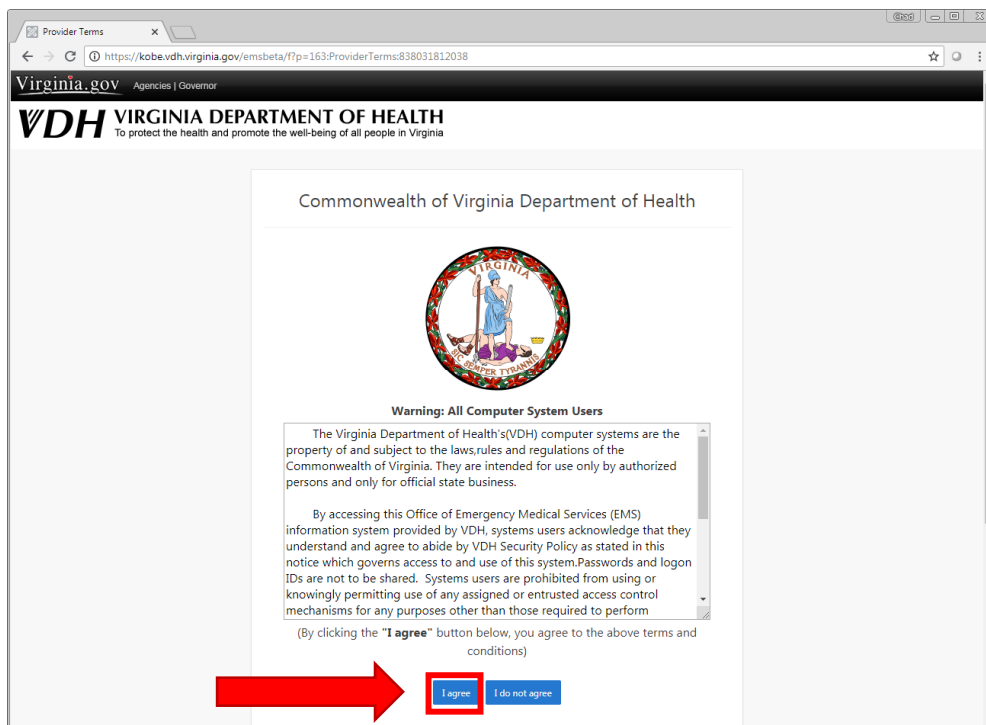 Chad
Provider Terms
https://kobe.vdh.virginia.gov/emsbeta/f?p=163:ProviderTerms:838031812038
Virginia.gov Agencies | Governor
VDH VIRGINIA DEPARTMENT OF HEALTH
To protect the health and promote the well-being of all people in Virginia
Commonwealth of Virginia Department of Health
VIRGINIA
SIC SEMPER TYRANNIS
Warning: All Computer System Users
The Virginia Department of Health's(VDH) computer systems are the
property of and subject to the laws,rules and regulations of the
Commonwealth of Virginia. They are intended for use only by authorized
persons and only for official state business.
By accessing this Office of Emergency Medical Services (EMS)
information system provided by VDH, systems users acknowledge that they
understand and agree to abide by VDH Security Policy as stated in this
notice which governs access to and use of this system.Passwords and logon
IDs are not to be shared.  Systems users are prohibited from using or
knowingly permitting use of any assigned or entrusted access control
mechanisms for any purposes other than those required to perform
(By clicking the "I agree" button below, you agree to the above terms and
conditions)
I agree I do not agree